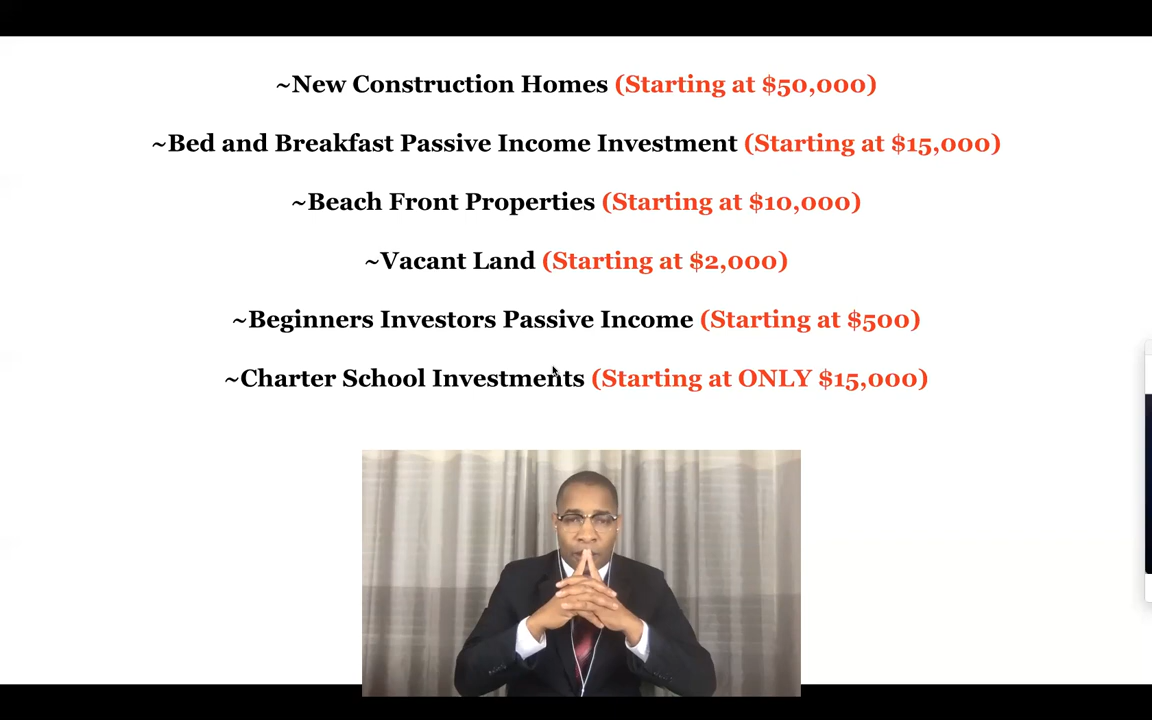 ~New Construction Homes (Starting at $50,000)
~Bed and Breakfast Passive Income Investment (Starting at $15,000)
~Beach Front Properties (Starting at $10,000)
~Vacant Land (Starting at $2,000)
~Beginners Investors Passive Income (Starting at $500)
~Charter School Investments (Starting at ONLY $15,000)